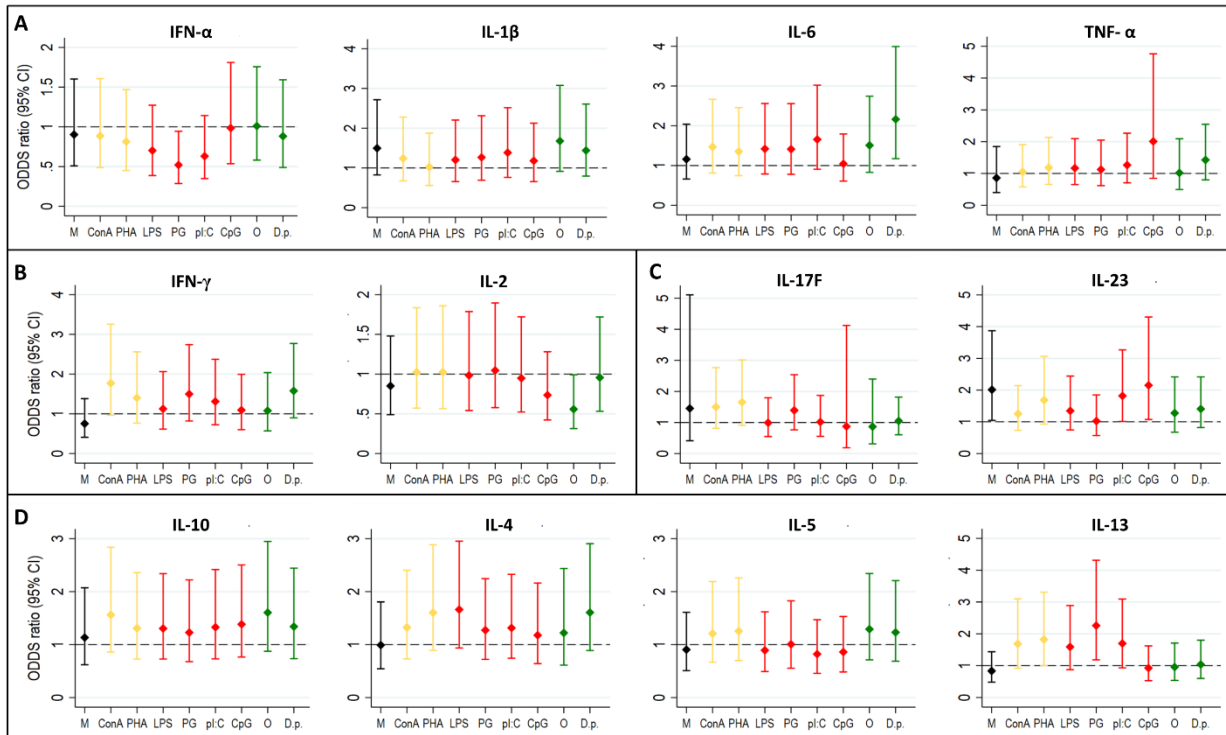 A
IFN-α
IL-1β
IL-6
TNF- α
ODDS ratio (95% CI)
2
1.5
1
.5
0
4
3
2
1
0
4
3
2
1
0
5
4
3
2
1
0
M ConA PHA LPS PG pI:C CpG O D.p.
M ConA PHA LPS PG pI:C CpG O D.p.
M ConA PHA LPS PG pI:C CpG O D.p.
M ConA PHA LPS PG pI:C CpG O D.p.
B
IFN-γ
IL-2
C
IL-17F
IL-23
ODDS ratio (95% CI)
4
3
2
1
0
2
1.5
1
.5
0
5
4
3
2
1
0
5
4
3
2
1
0
M ConA PHA LPS PG pI:C CpG O D.p.
M ConA PHA LPS PG pI:C CpG O D.p.
M ConA PHA LPS PG pI:C CpG O D.p.
M ConA PHA LPS PG pI:C CpG O D.p.
D
IL-10
IL-4
IL-5
IL-13
ODDS ratio (95% CI)
3
2
1
0
3
2
1
0
3
2
1
0
5
4
3
2
1
0
M ConA PHA LPS PG pI:C CpG O D.p.
M ConA PHA LPS PG pI:C CpG O D.p.
M ConA PHA LPS PG pI:C CpG O D.p.
M ConA PHA LPS PG pI:C CpG O D.p.